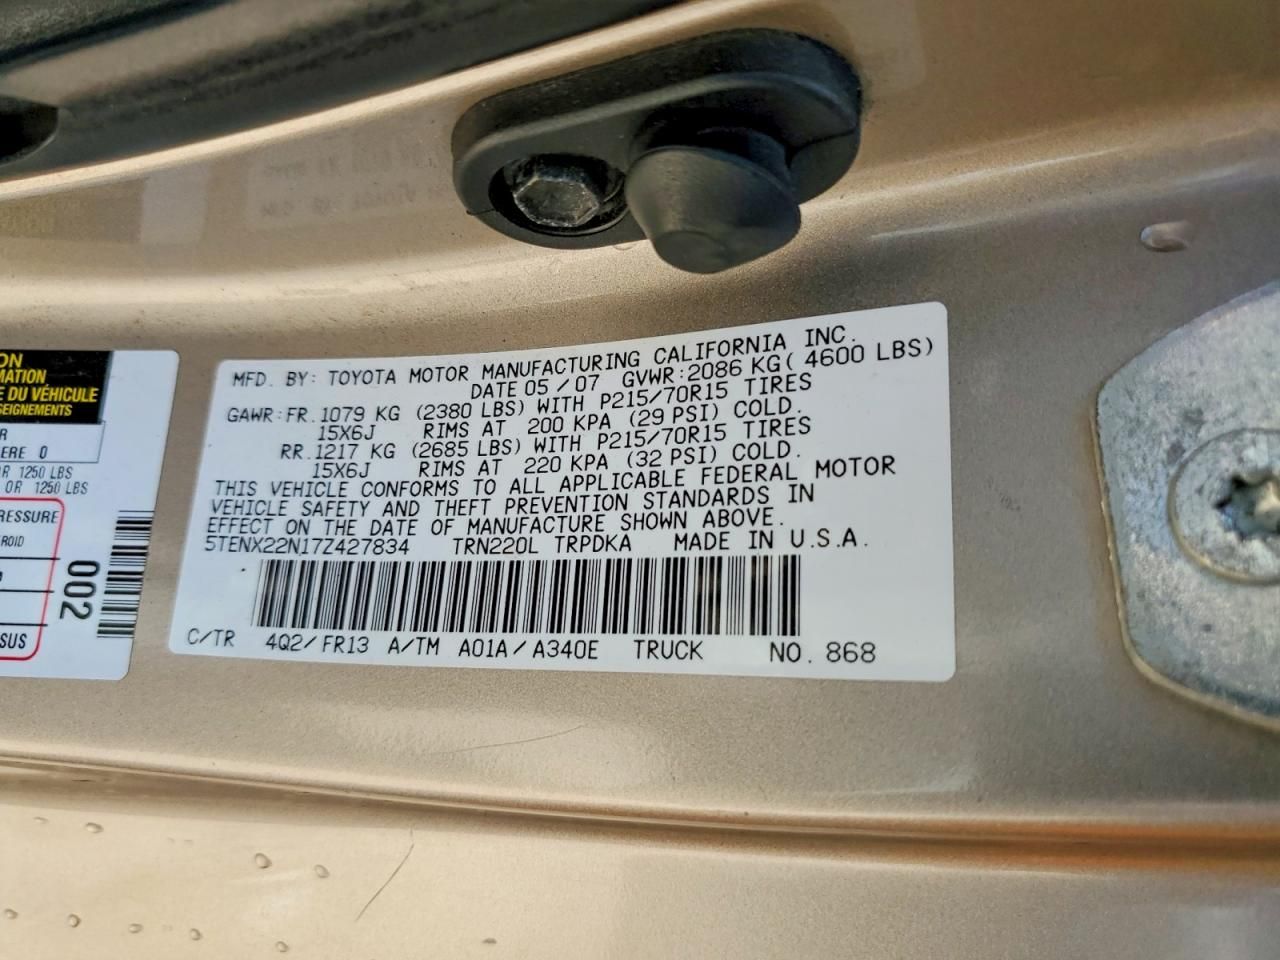 ON
MATION
E DU VÉHICULE
SEIGNEMENTS
R
ERE 0
OR 1250 LBS
OR 1250 LBS
RESSURE
ROID
SUS
002
MFD. BY: TOYOTA MOTOR MANUFACTURING CALIFORNIA INC.
DATE 05/07 GVWR:2086 KG( 4600 LBS)
GAWR:FR.1079 KG (2380 LBS) WITH P215/70R15 TIRES
15X6J RIMS AT 200 KPA (29 PSI) COLD.
RR.1217 KG (2685 LBS) WITH P215/70R15 TIRES
15X6J RIMS AT 220 KPA (32 PSI) COLD.
THIS VEHICLE CONFORMS TO ALL APPLICABLE FEDERAL MOTOR
VEHICLE SAFETY AND THEFT PREVENTION STANDARDS IN
EFFECT ON THE DATE OF MANUFACTURE SHOWN ABOVE.
5TENX22N17Z427834 TRN220L TRPDKA MADE IN U.S.A.
C/TR 4Q2/FR13 A/TM A01A/A340E TRUCK NO. 868